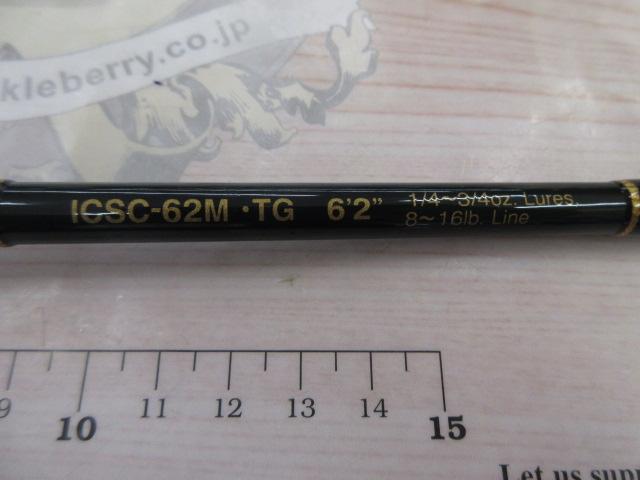 kleberry.co.jp
ICSC-62M・TG 6'2" 1/4~3/4oz. Lures.
8~16lb. Line
9 10 11 12 13 14 15
Let us supp